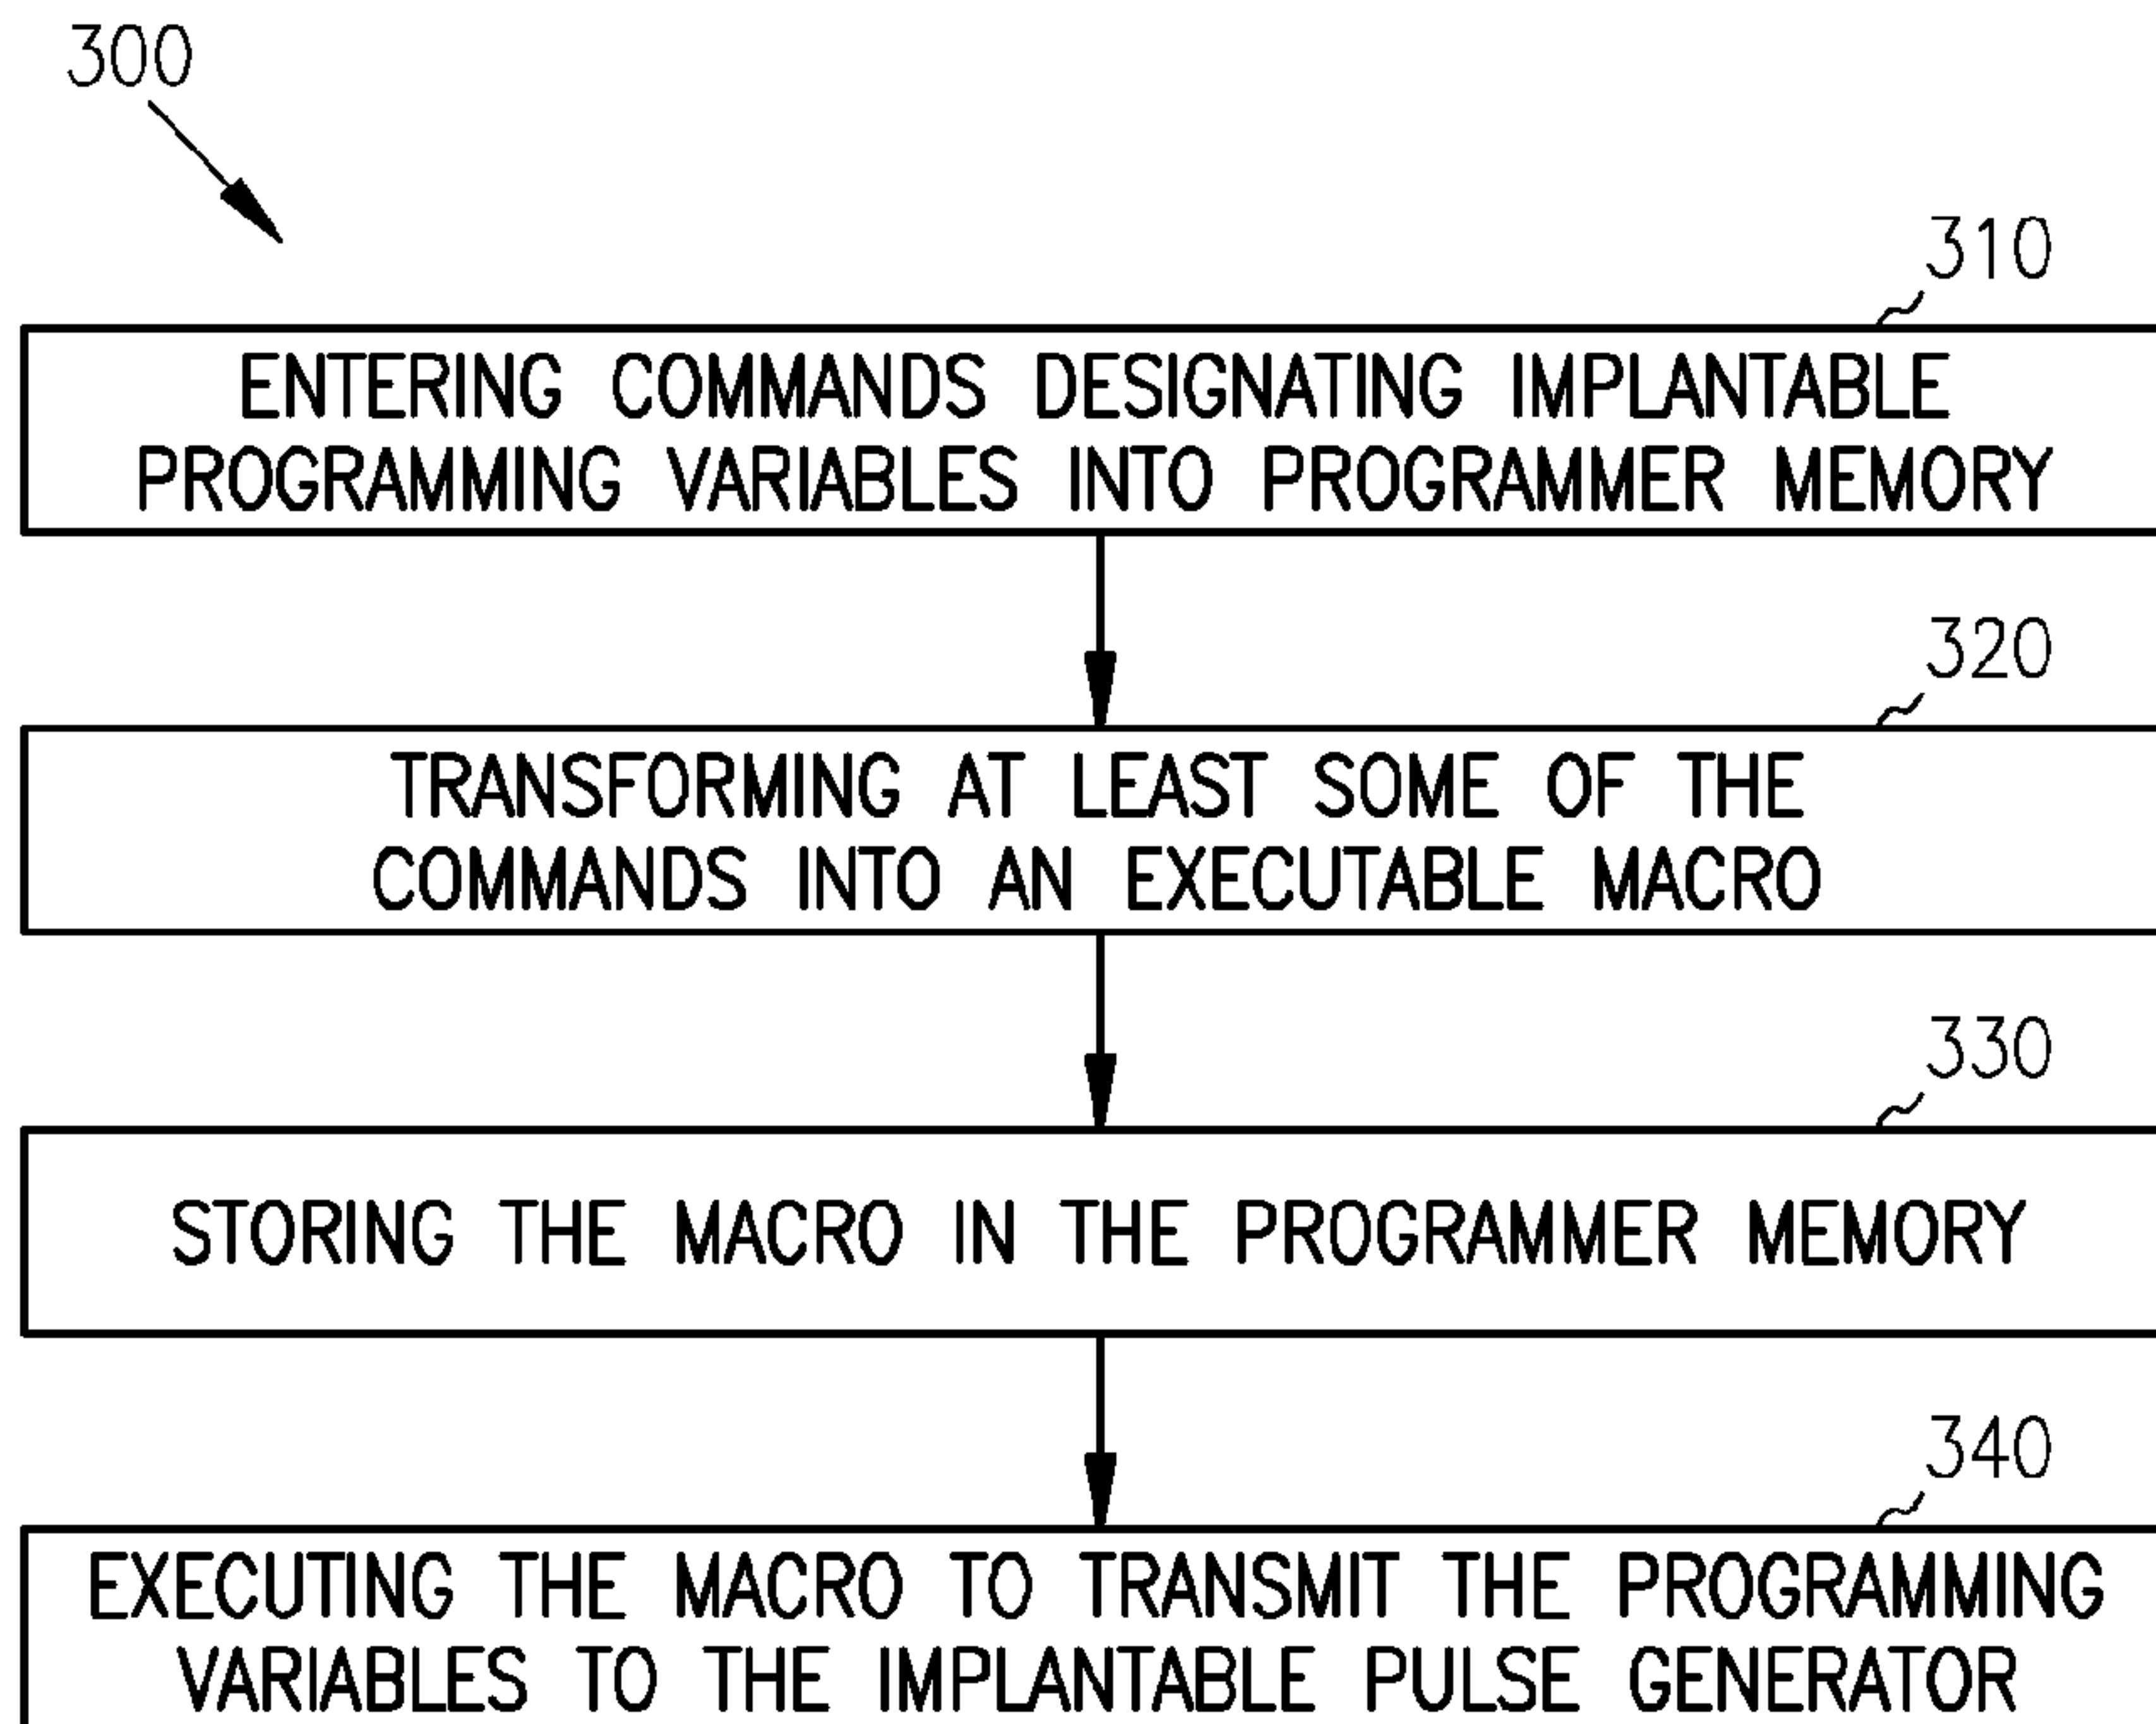 300
310
ENTERING COMMANDS DESIGNATING IMPLANTABLE
PROGRAMMING VARIABLES INTO PROGRAMMER MEMORY
320
TRANSFORMING AT LEAST SOME OF THE
COMMANDS INTO AN EXECUTABLE MACRO
330
STORING THE MACRO IN THE PROGRAMMER MEMORY
340
EXECUTING THE MACRO TO TRANSMIT THE PROGRAMMING
VARIABLES TO THE IMPLANTABLE PULSE GENERATOR